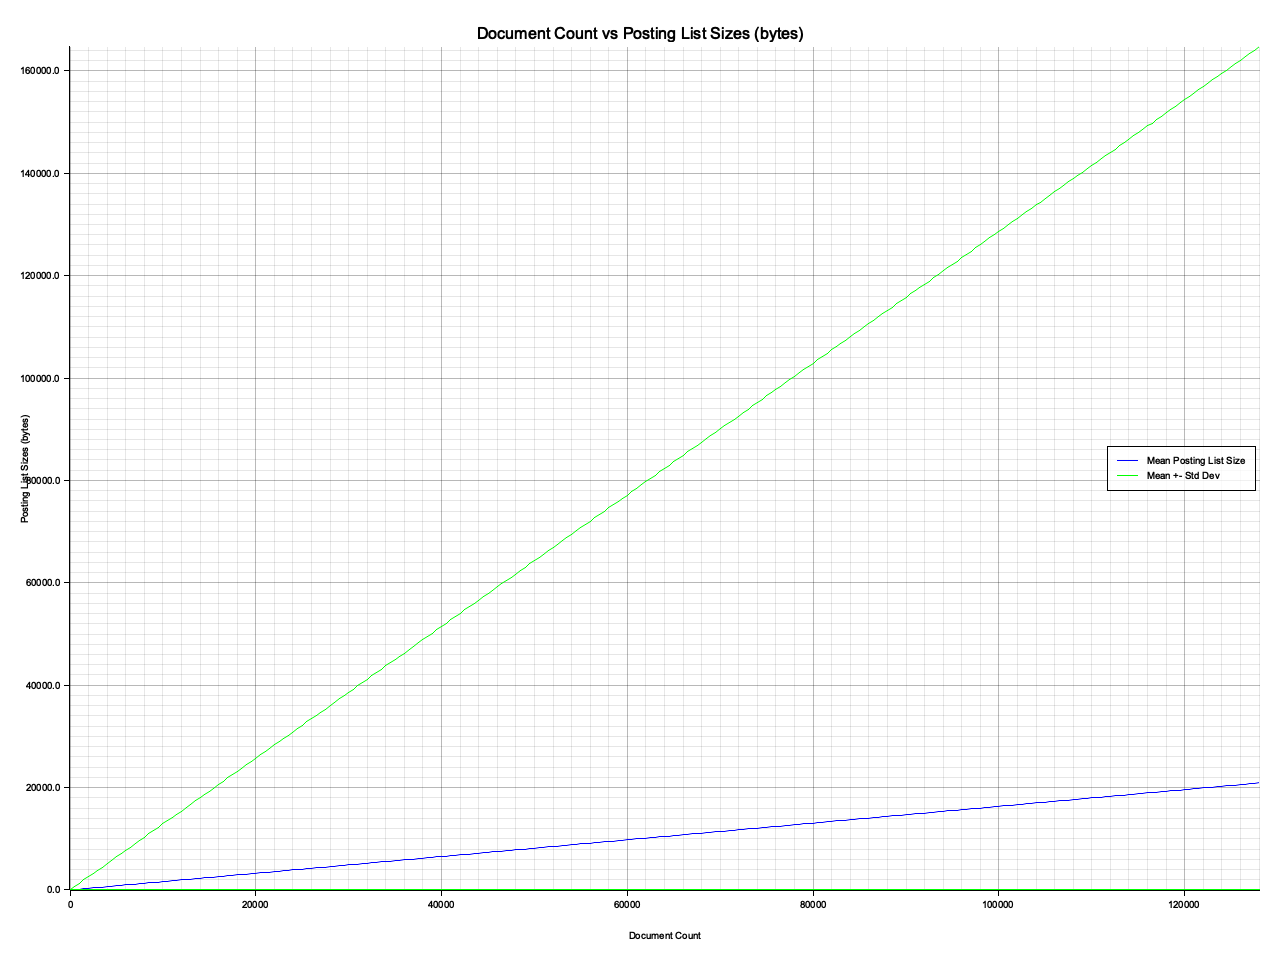 Document Count vs Posting List Sizes (bytes)
160000.0
140000.0
120000.0
100000.0
80000.0
60000.0
40000.0
20000.0
0.0
Posting List Sizes (bytes)
Mean Posting List Size
Mean +- Std Dev
0 20000 40000 60000 80000 100000 120000
Document Count